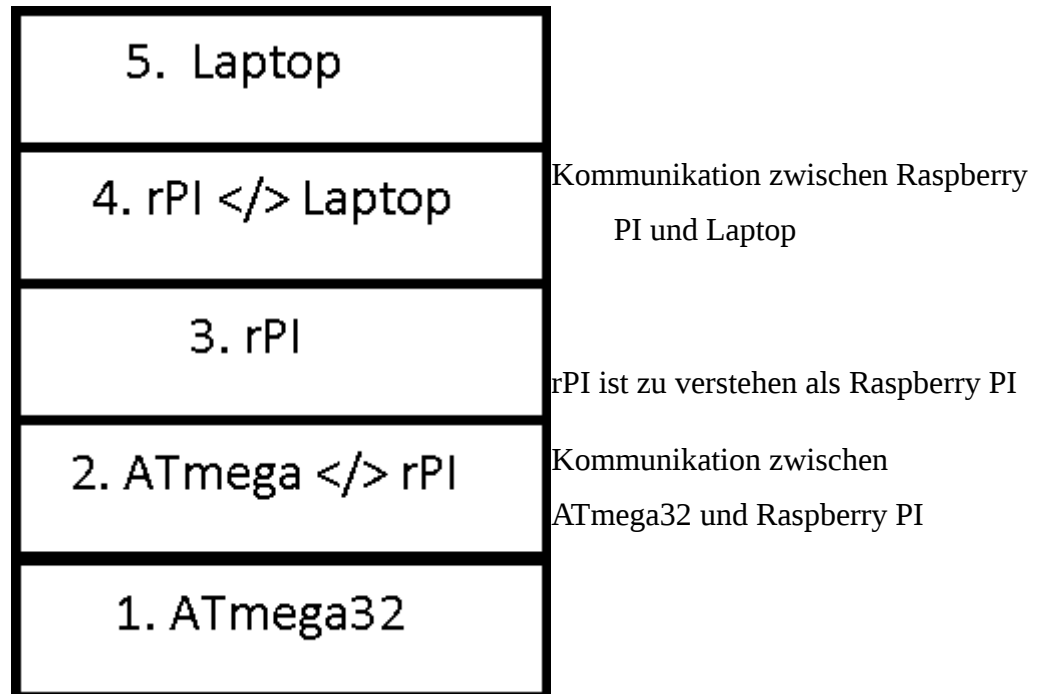 5. Laptop
4. rPI </> Laptop
Kommunikation zwischen Raspberry
PI und Laptop
3. rPI
rPI ist zu verstehen als Raspberry PI
2. ATmega </> rPI
Kommunikation zwischen
ATmega32 und Raspberry PI
1. ATmega32